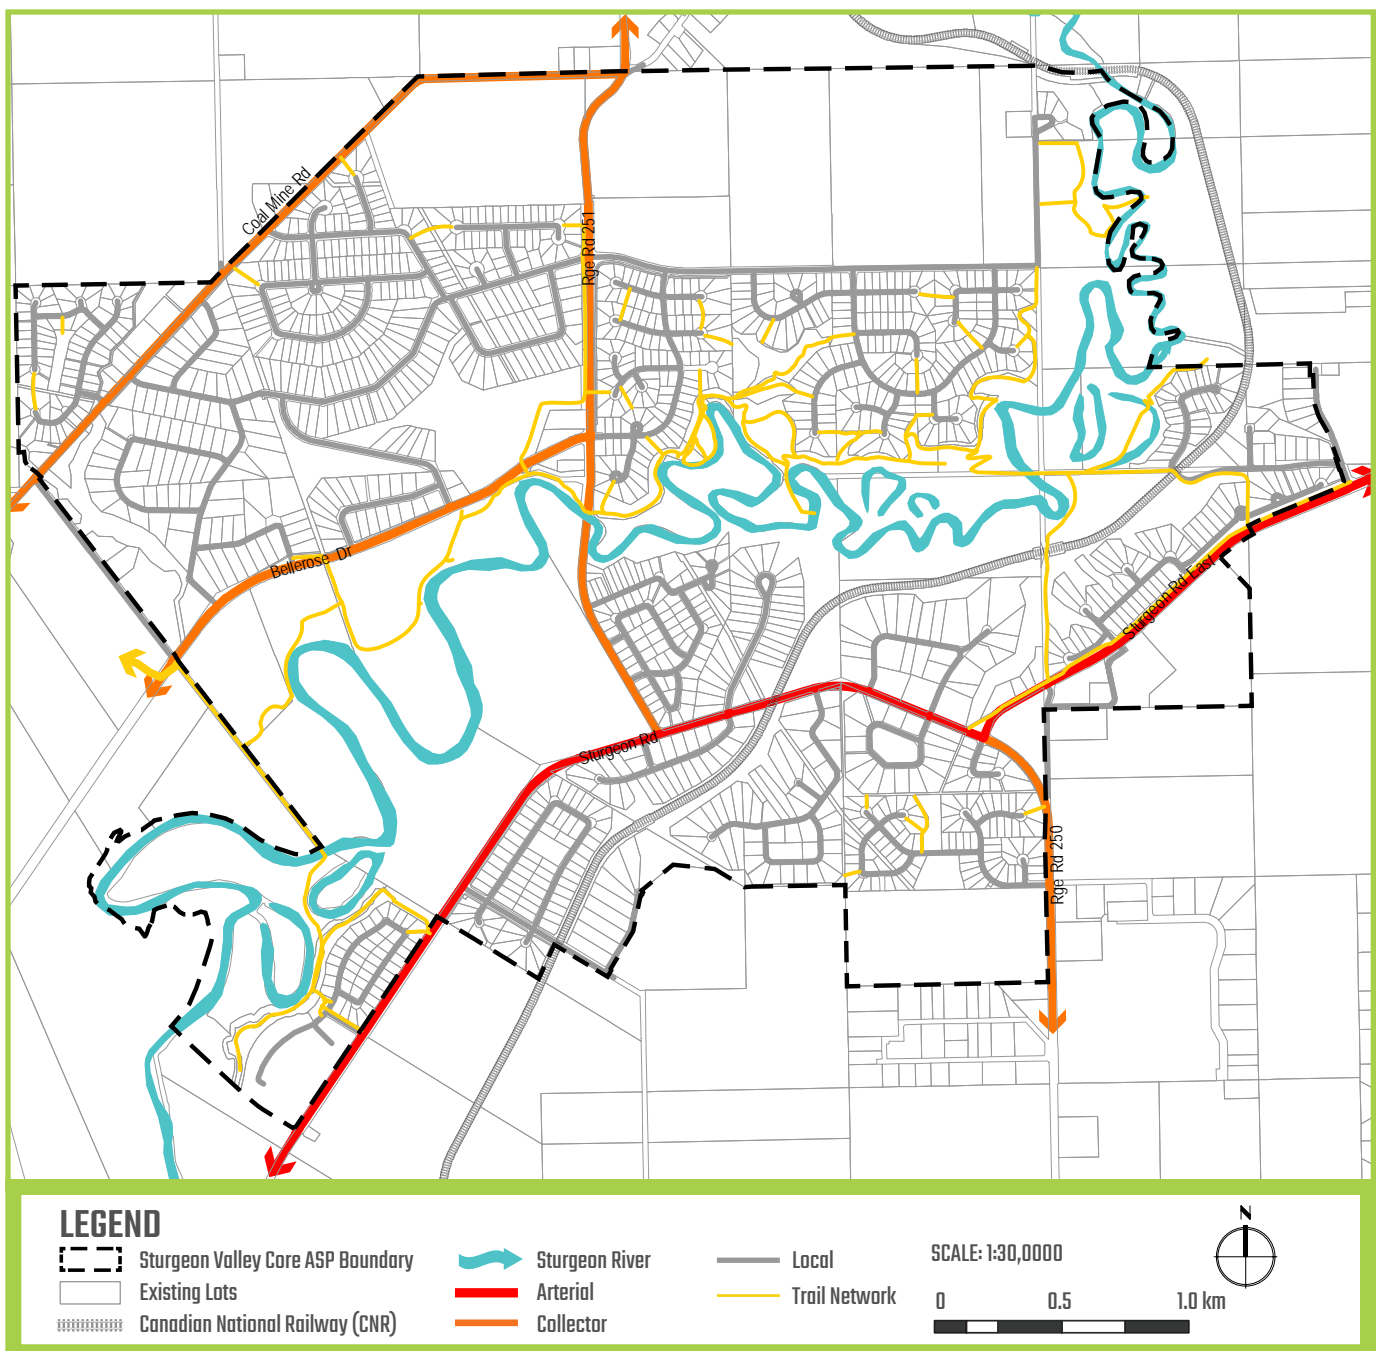 Coal Mine Rd
Rge Rd 251
Bellerose Dr
Sturgeon Rd East
Sturgeon Rd
Rge Rd 250
LEGEND
Sturgeon Valley Core ASP Boundary
Existing Lots
Canadian National Railway (CNR)
Sturgeon River
Arterial
Collector
Local
Trail Network
SCALE: 1:30,0000
0 0.5 1.0 km
N